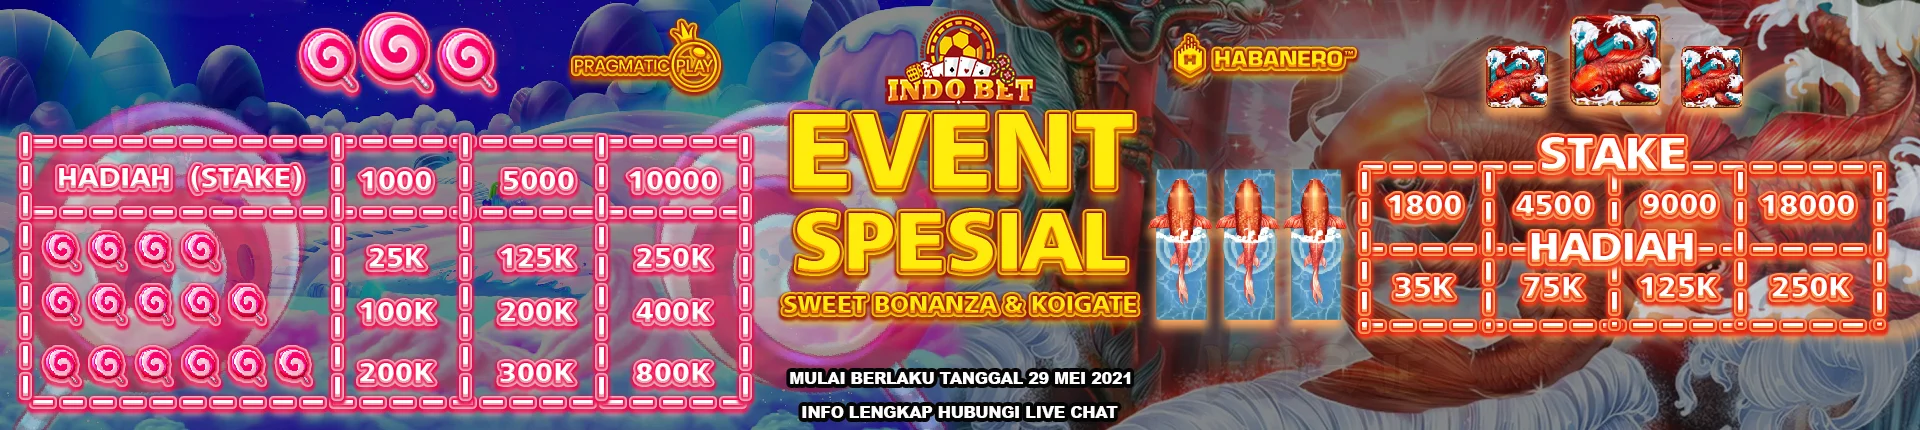 PRAGMATIC PLAY
HADIAH (STAKE) 1000 5000 10000
25K 125K 250K
100K 200K 400K
200K 300K 800K
INDO BET
EVENT
SPESIAL
SWEET BONANZA & KOIGATE
MULAI BERLAKU TANGGAL 29 MEI 2021
INFO LENGKAP HUBUNGI LIVE CHAT
HABANERO™
STAKE
1800 4500 9000 18000
HADIAH
35K 75K 125K 250K